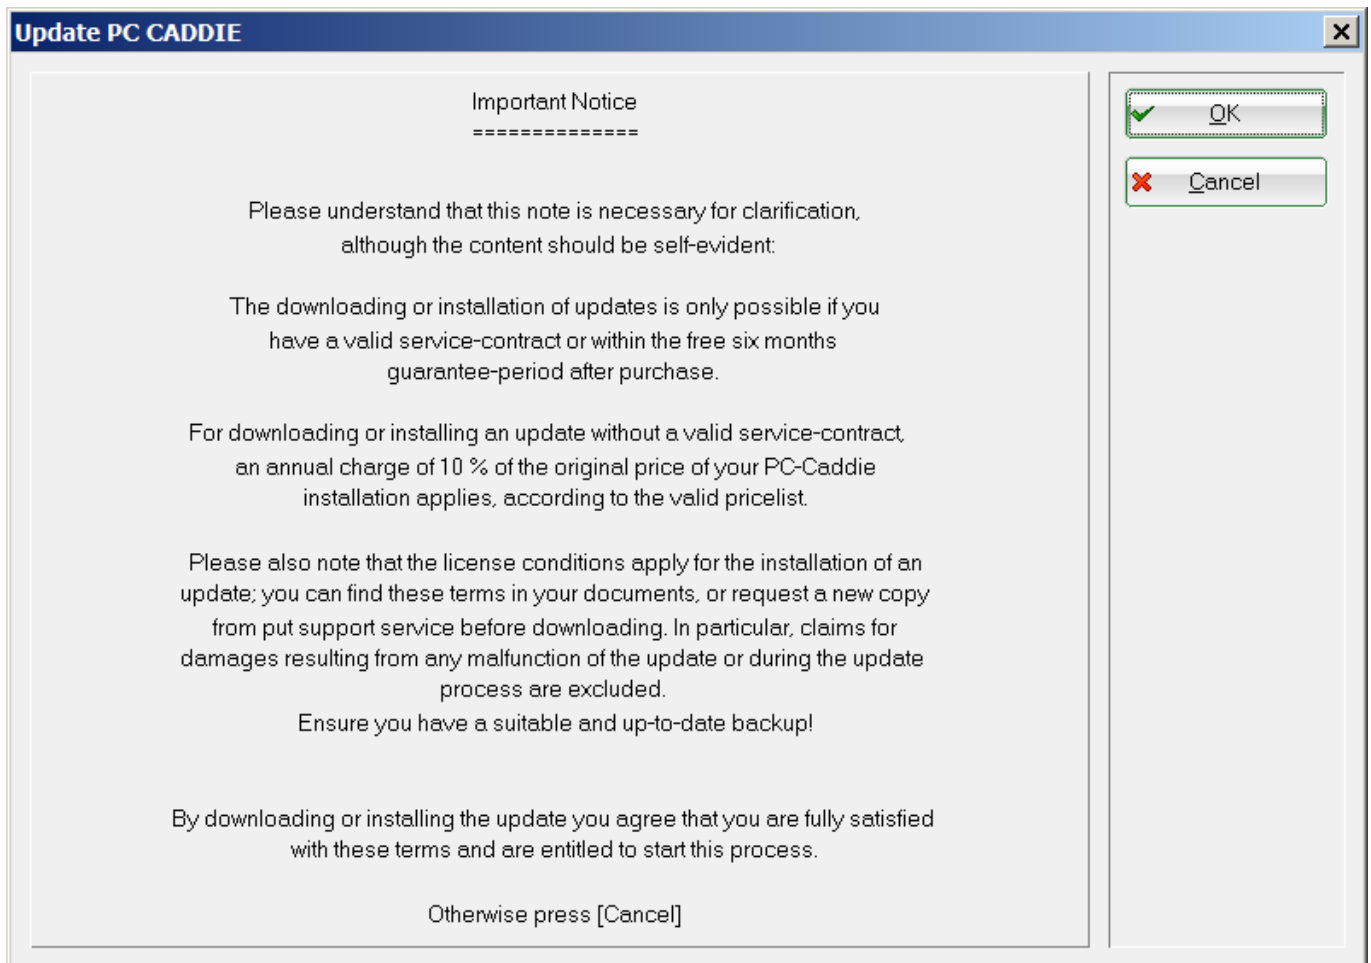 Update PC CADDIE
Important Notice
==============
Please understand that this note is necessary for clarification,
although the content should be self-evident:
The downloading or installation of updates is only possible if you
have a valid service-contract or within the free six months
guarantee-period after purchase.
For downloading or installing an update without a valid service-contract,
an annual charge of 10 % of the original price of your PC-Caddie
installation applies, according to the valid pricelist.
Please also note that the license conditions apply for the installation of an
update; you can find these terms in your documents, or request a new copy
from put support service before downloading. In particular, claims for
damages resulting from any malfunction of the update or during the update
process are excluded.
Ensure you have a suitable and up-to-date backup!
By downloading or installing the update you agree that you are fully satisfied
with these terms and are entitled to start this process.
Otherwise press [Cancel]
OK
Cancel